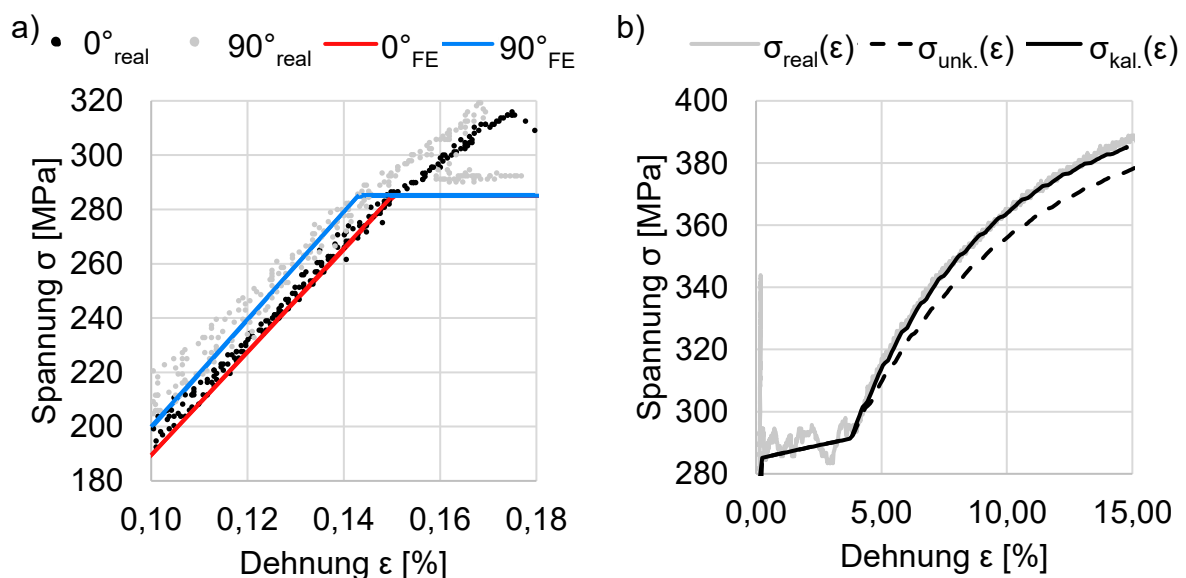 a)
0°real
90°real
0°FE
90°FE
Spannung σ [MPa]
320
300
280
260
240
220
200
180
0,10
0,12
0,14
0,16
0,18
Dehnung ε [%]
b)
σreal(ε)
σunk.(ε)
σkal.(ε)
Spannung σ [MPa]
400
380
360
340
320
300
280
0,00
5,00
10,00
15,00
Dehnung ε [%]